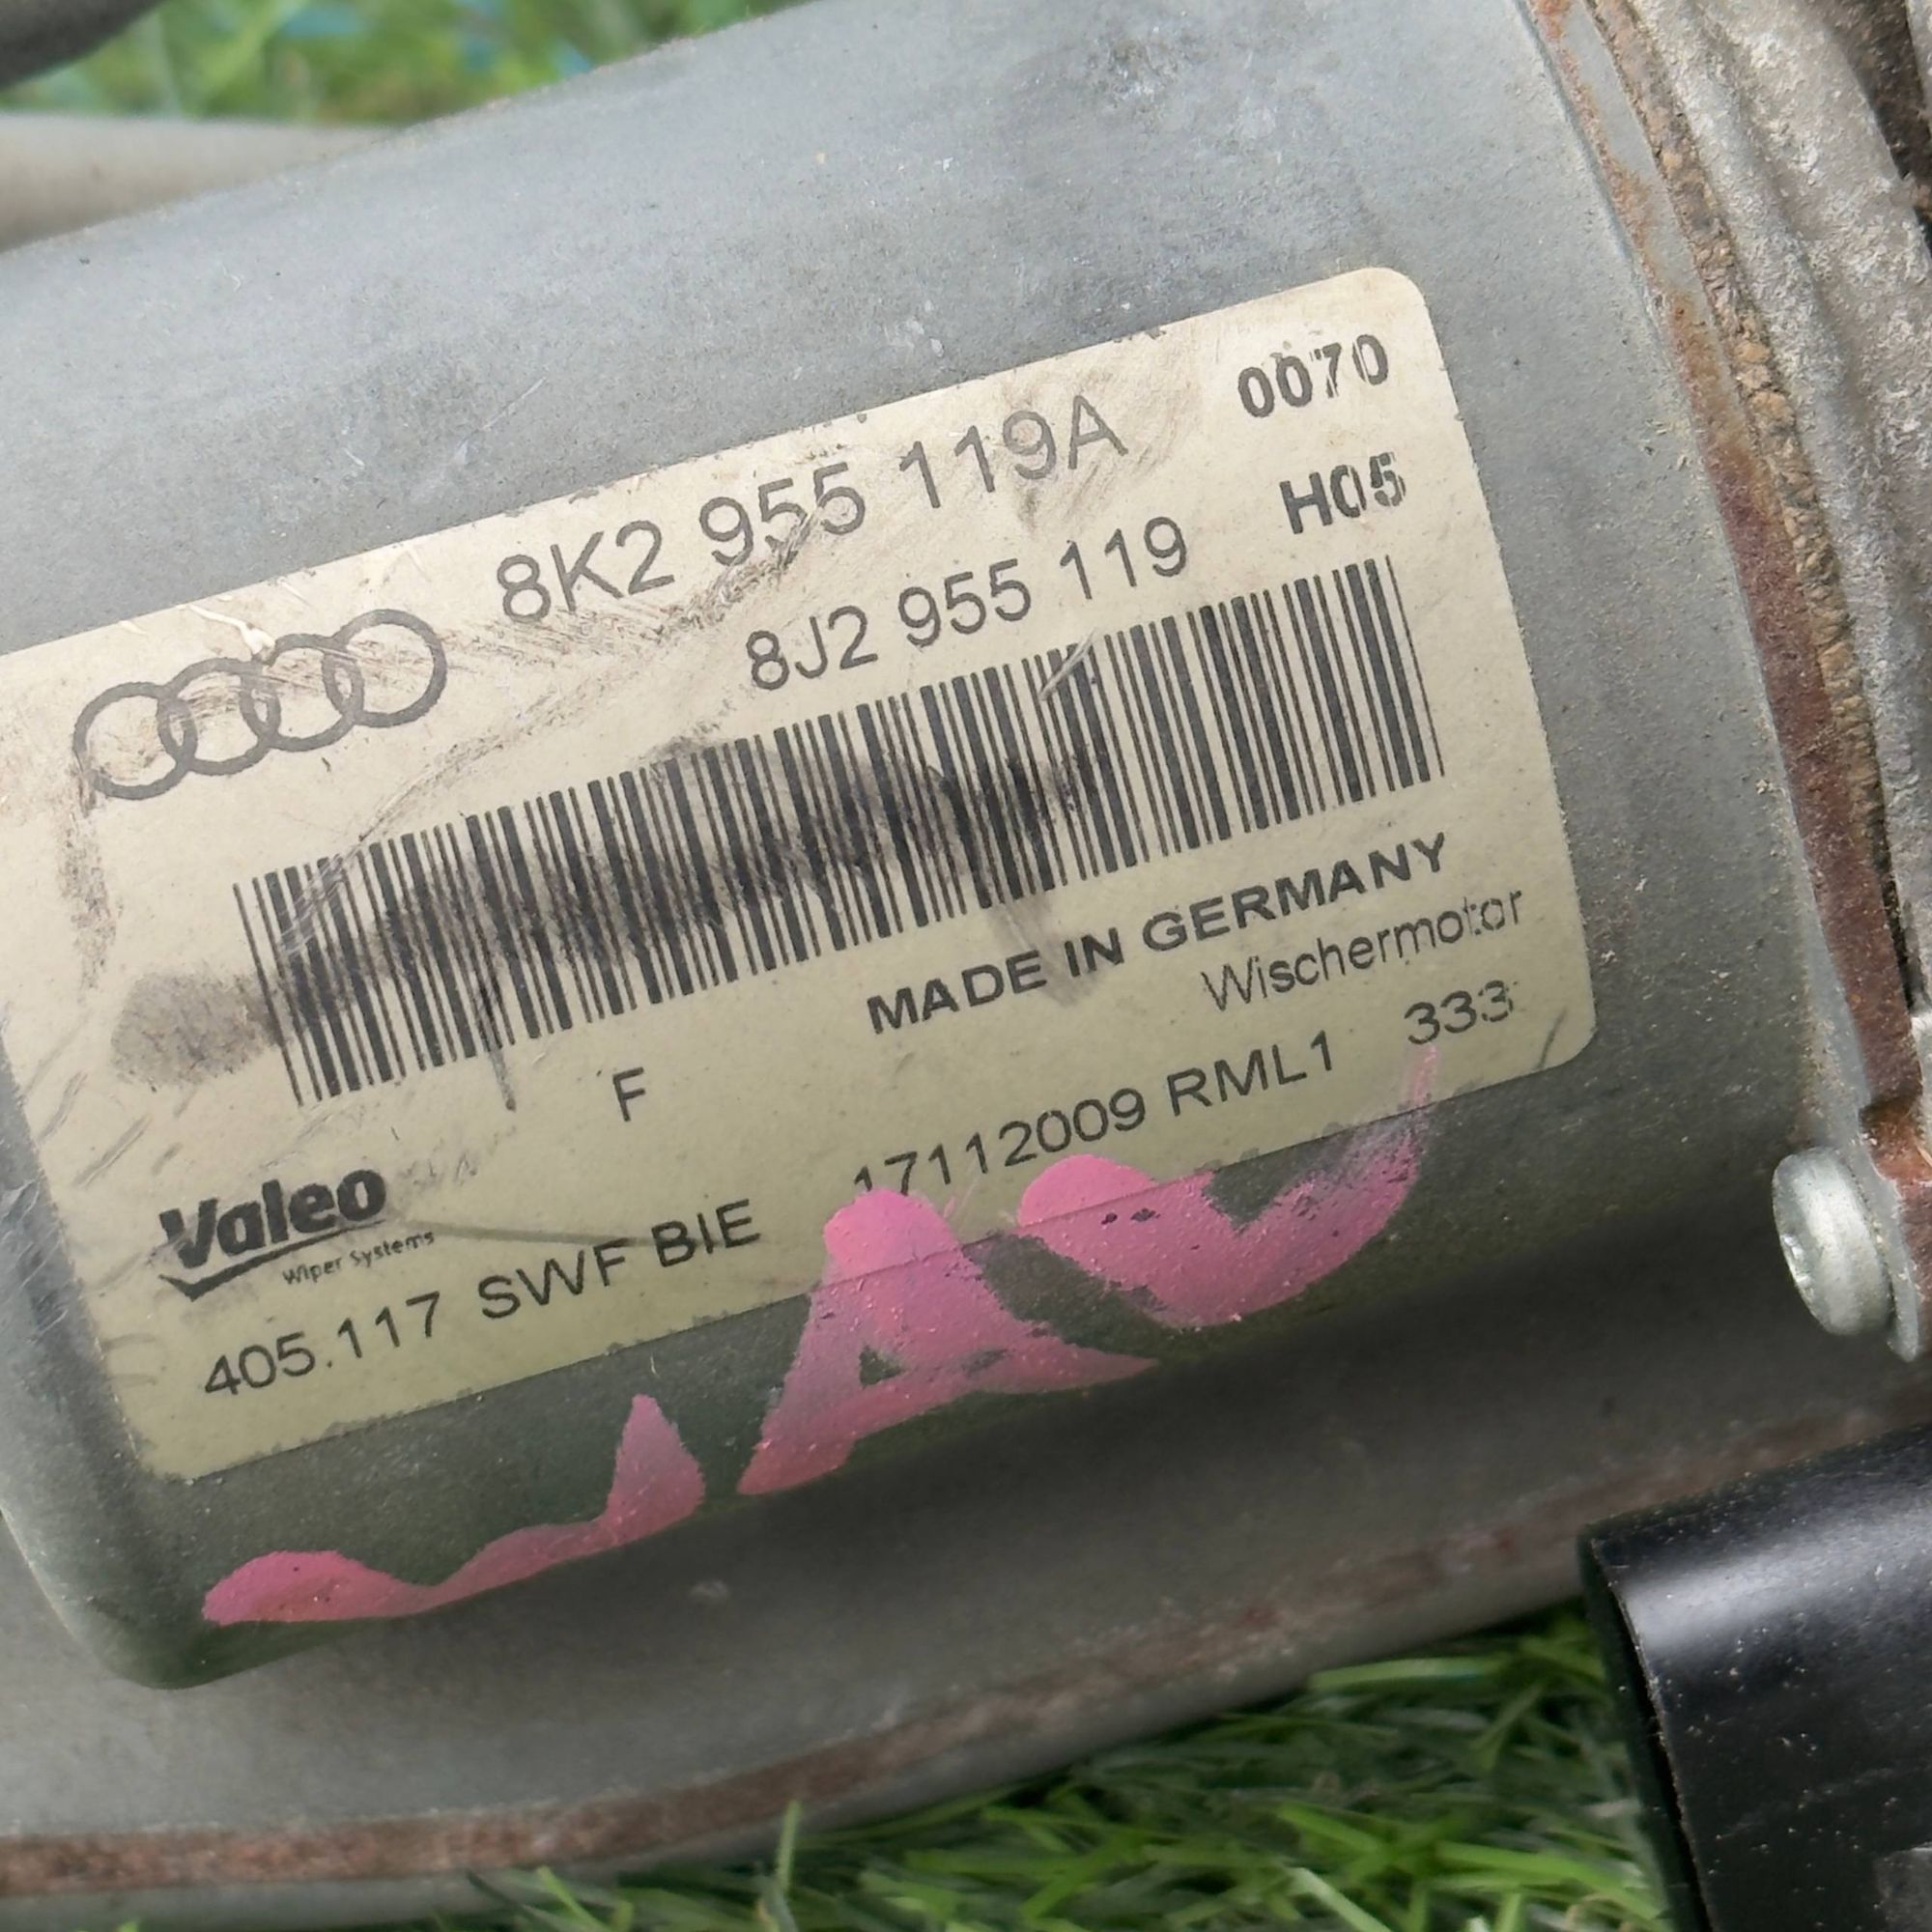 0070
8K2 955 119A
H05
8J2 955 119
MADE IN GERMANY
Wischermotor
F
17112009 RML1 333
Valeo
Wiper Systems
405.117 SWF BIE